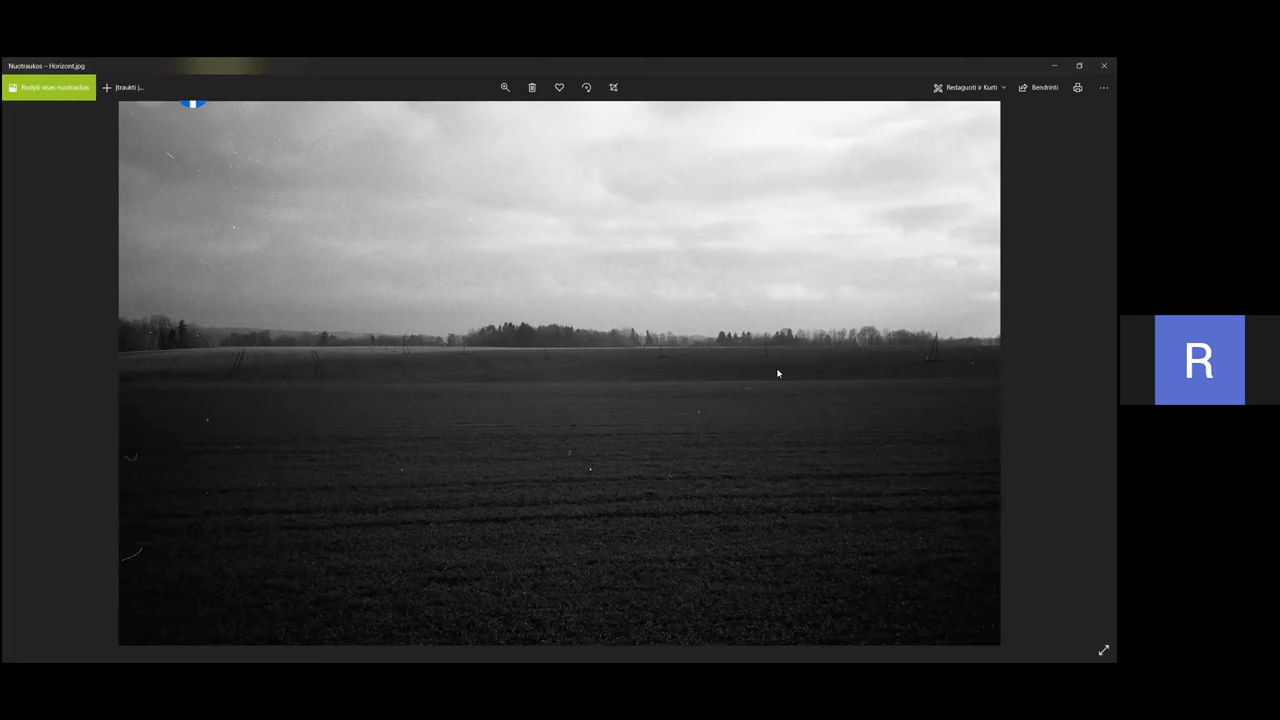 Nuotraukos – Horizont.jpg
Rodyti visas nuotraukas
Įtraukti į...
Redaguoti ir Kurti
Bendrinti
R